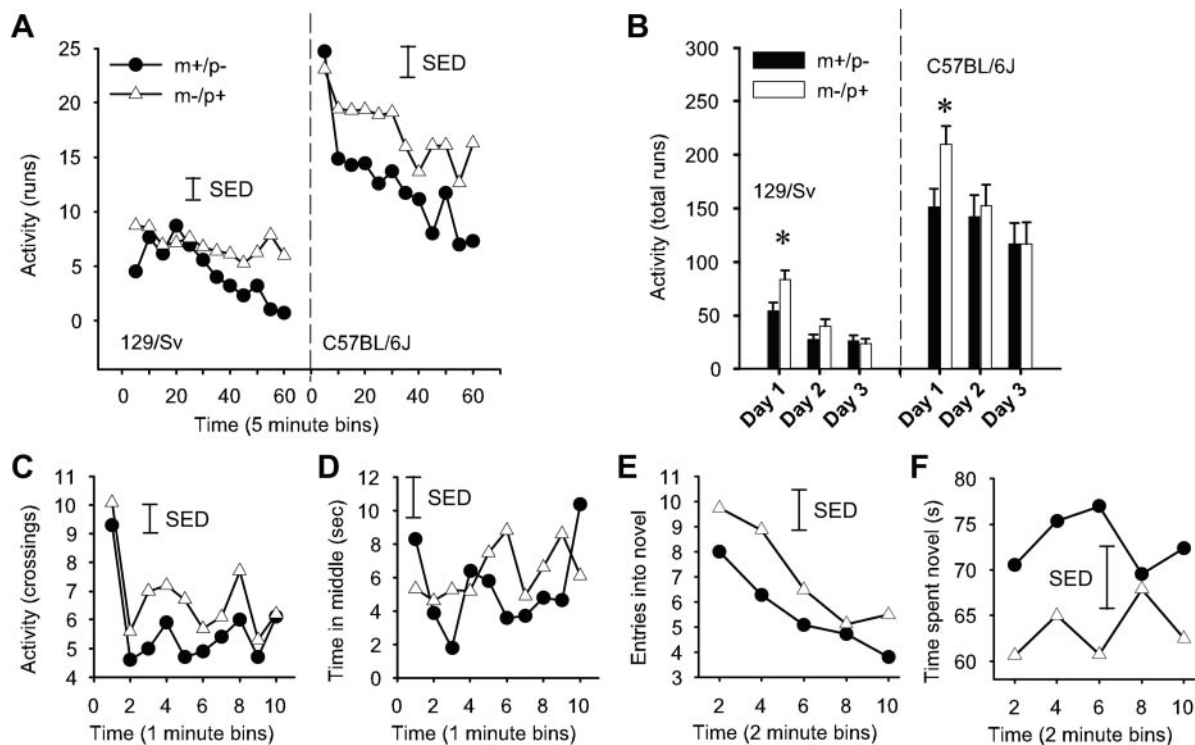 A
25
20
15
10
5
0
Activity (runs)
m+/p-
m-/p+
SED
SED
129/Sv
C57BL/6J
0 20 40 60 0 20 40 60
Time (5 minute bins)
B
300
250
200
150
100
50
0
Activity (total runs)
m+/p-
m-/p+
C57BL/6J
129/Sv
*
*
Day 1
Day 2
Day 3
Day 1
Day 2
Day 3
C
11
10
9
8
7
6
5
4
Activity (crossings)
SED
0 2 4 6 8 10
Time (1 minute bins)
D
12
10
8
6
4
2
0
Time in middle (sec)
SED
0 2 4 6 8 10
Time (1 minute bins)
E
11
10
9
8
7
6
5
4
3
Entries into novel
SED
2 4 6 8 10
Time (2 minute bins)
F
80
75
70
65
60
Time spent novel (s)
SED
2 4 6 8 10
Time (2 minute bins)